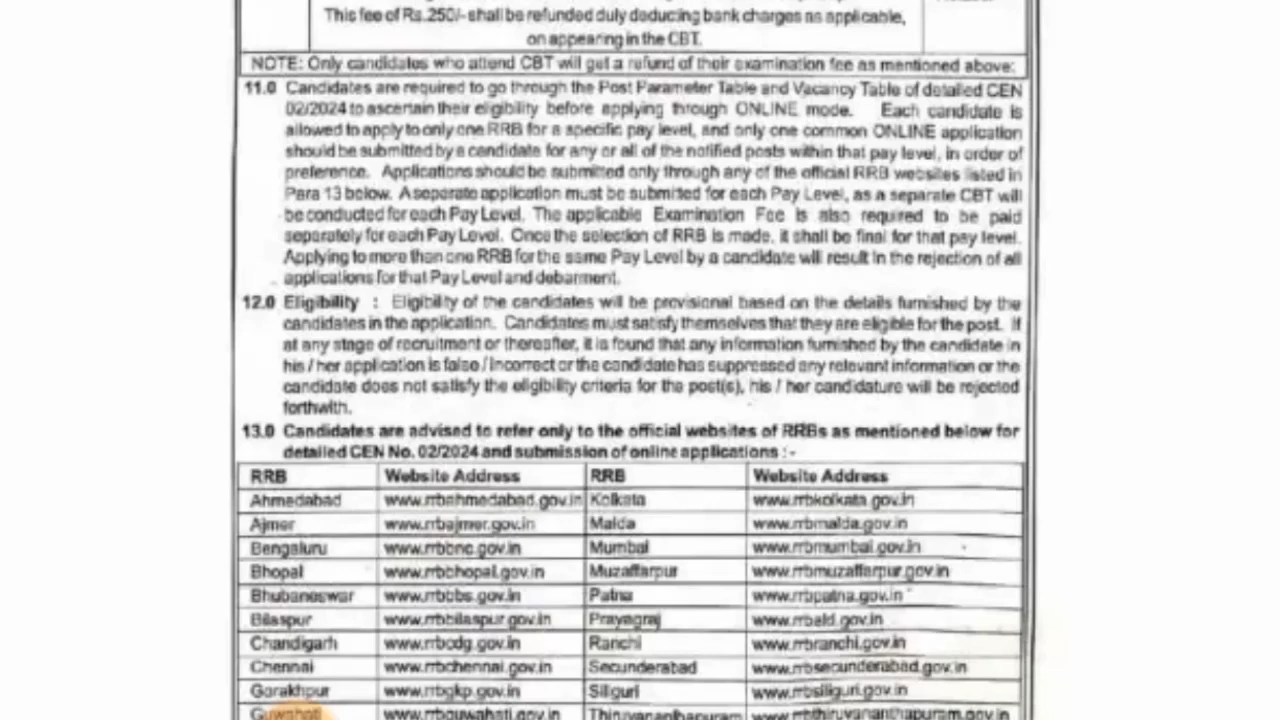 This fee of Rs.250/- shall be refunded duly deducing bank charges as applicable,
on appearing in the CBT.
NOTE: Only candidates who attend CBT will get a refund of their examination fee as mentioned above:
11.0 Candidates are required to go through the Post Parameter Table and Vacancy Table of detailed CEN
02/2024 to ascertain their eligibility before applying through ONLINE mode. Each candidate is
allowed to apply to only one RRB for a specific pay level, and only one common ONLINE application
should be submitted by a candidate for any or all of the notified posts within that pay level, in order of
preference. Applications should be submitted only through any of the official RRB websites listed in
Para 13 below. A separate application must be submitted for each Pay Level, as a separate CBT will
be conducted for each Pay Level. The applicable Examination Fee is also required to be paid
separately for each Pay Level. Once the selection of RRB is made, it shall be final for that pay level.
Applying to more than one RRB for the same Pay Level by a candidate will result in the rejection of all
applications for that Pay Level and debarment.
12.0 Eligibility : Eligibility of the candidates will be provisional based on the details furnished by the
candidates in the application. Candidates must satisfy themselves that they are eligible for the post. If
at any stage of recruitment or thereafter, it is found that any information furnished by the candidate in
his / her application is false / incorrect or the candidate has suppressed any relevant information or the
candidate does not satisfy the eligibility criteria for the post(s), his / her candidature will be rejected
forthwith.
13.0 Candidates are advised to refer only to the official websites of RRBs as mentioned below for
detailed CEN No. 02/2024 and submission of online applications :-
RRB Website Address RRB Website Address
Ahmedabad www.rrbahmedabad.gov.in Kolkata www.rrbkolkata.gov.in
Ajmer www.rrbajmer.gov.in Malda www.rrbmalda.gov.in
Bengaluru www.rrbbnc.gov.in Mumbai www.rrbmumbai.gov.in
Bhopal www.rrbbhopal.gov.in Muzaffarpur www.rrbmuzaffarpur.gov.in
Bhubaneswar www.rrbbbs.gov.in Patna www.rrbpatna.gov.in
Bilaspur www.rrbbilaspur.gov.in Prayagraj www.rrbald.gov.in
Chandigarh www.rrbcdg.gov.in Ranchi www.rrbranchi.gov.in
Chennai www.rrbchennai.gov.in Secunderabad www.rrbsecunderabad.gov.in
Gorakhpur www.rrbgkp.gov.in Siliguri www.rrbsiliguri.gov.in
Guwahati www.rrbguwahati.gov.in Thiruvananthapuram www.rrbthiruvananthapuram.gov.in